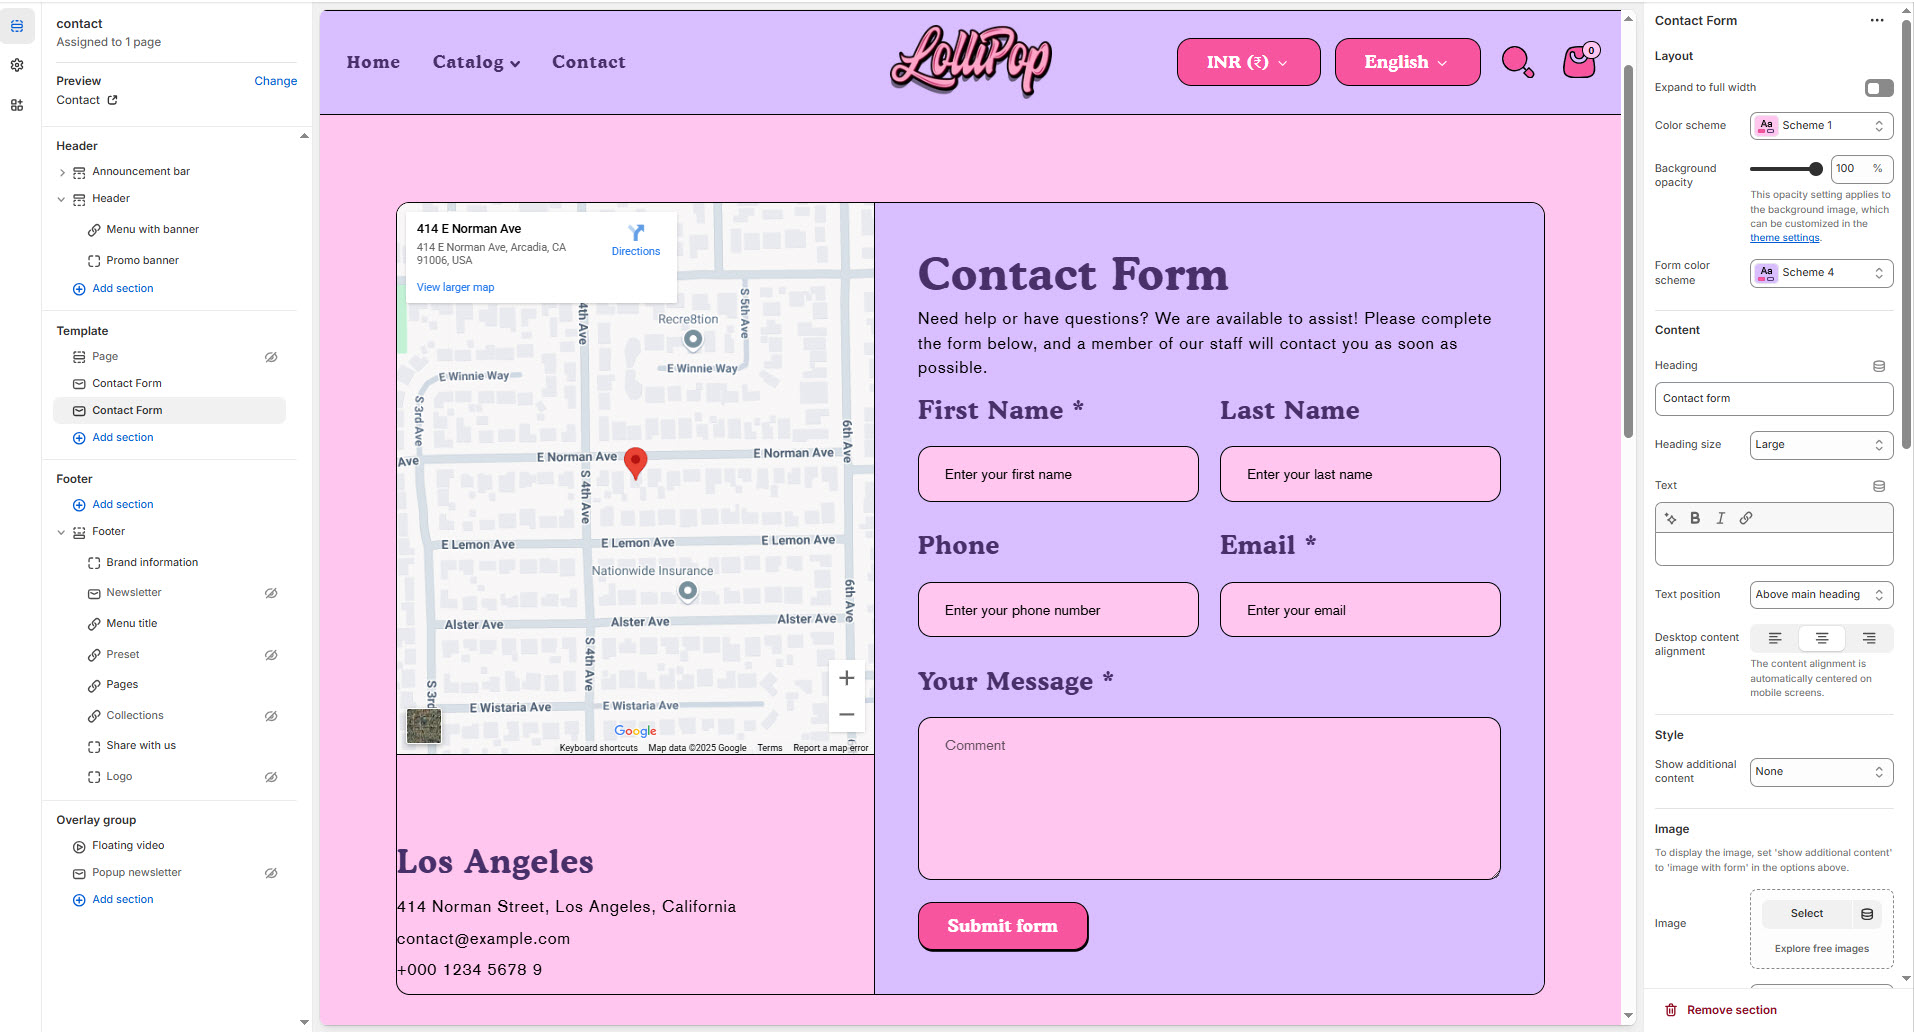 contact
Assigned to 1 page
Preview
Change
Contact
Header
Announcement bar
Header
Menu with banner
Promo banner
Add section
Template
Page
Contact Form
Contact Form
Add section
Footer
Add section
Footer
Brand information
Newsletter
Menu title
Preset
Pages
Collections
Share with us
Logo
Overlay group
Floating video
Popup newsletter
Add section
Home
Catalog
Contact
LolliPop
INR (₹)
English
0
414 E Norman Ave
414 E Norman Ave, Arcadia, CA
91006, USA
Directions
View larger map
4th Ave
S 5th Ave
Recre8tion
E Winnie Way
E Winnie Way
S 3rd Ave
6th Ave
Ave
E Norman Ave
E Norman Ave
S 4th Ave
E Lemon Ave
E Lemon Ave
E Lemon Ave
Nationwide Insurance
6th Ave
Alster Ave
Alster Ave
Alster Ave
S 4th Ave
S 3rd
E Wistaria Ave
E Wistaria Ave
Google
Keyboard shortcuts
Map data ©2025 Google
Terms
Report a map error
Los Angeles
414 Norman Street, Los Angeles, California
contact@example.com
+000 1234 5678 9
Contact Form
Need help or have questions? We are available to assist! Please complete
the form below, and a member of our staff will contact you as soon as
possible.
First Name *
Last Name
Enter your first name
Enter your last name
Phone
Email *
Enter your phone number
Enter your email
Your Message *
Comment
Submit form
Contact Form
Layout
Expand to full width
Color scheme
Aa
Scheme 1
Background
opacity
100
%
This opacity setting applies to
the background image, which
can be customized in the
theme settings.
Form color
scheme
Aa
Scheme 4
Content
Heading
Contact form
Heading size
Large
Text
B
I
Text position
Above main heading
Desktop content
alignment
The content alignment is
automatically centered on
mobile screens.
Style
Show additional
content
None
Image
To display the image, set 'show additional content'
to 'image with form' in the options above.
Image
Select
Explore free images
Remove section